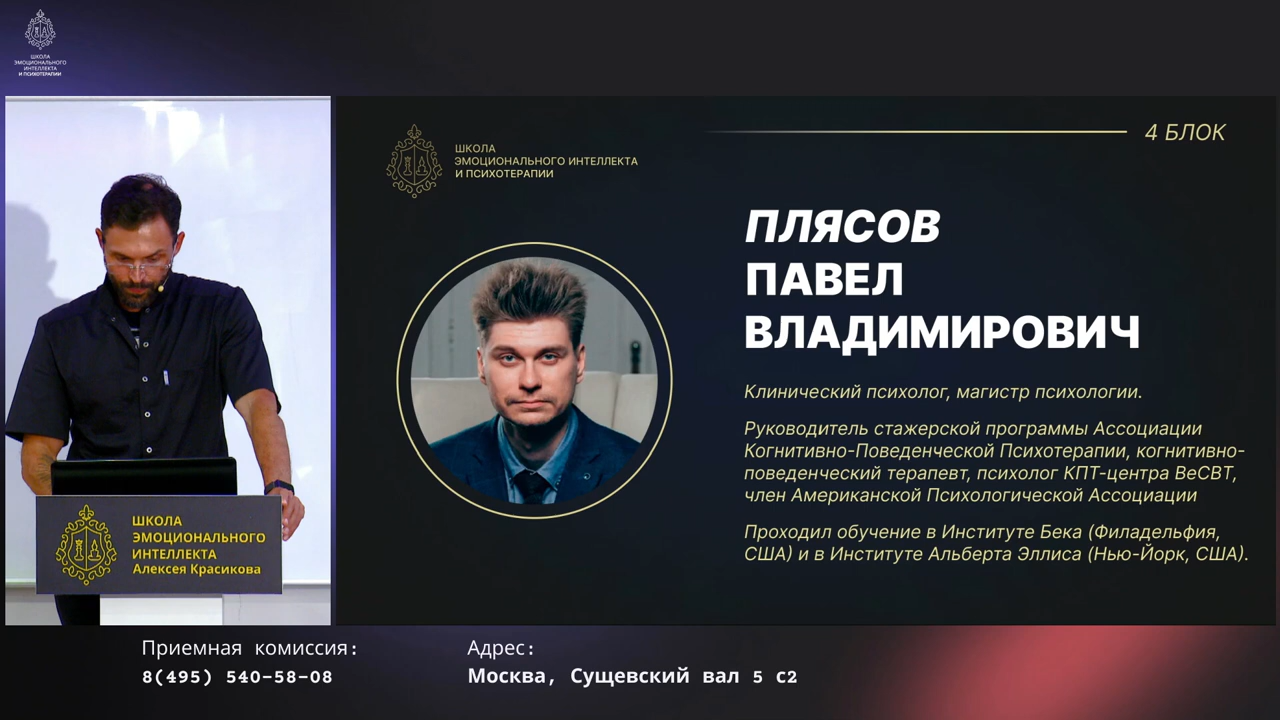 ШКОЛА
ЭМОЦИОНАЛЬНОГО
ИНТЕЛЛЕКТА
И ПСИХОТЕРАПИИ
ШКОЛА
ЭМОЦИОНАЛЬНОГО ИНТЕЛЛЕКТА
И ПСИХОТЕРАПИИ
4 БЛОК
ПЛЯСОВ
ПАВЕЛ
ВЛАДИМИРОВИЧ
Клинический психолог, магистр психологии.
Руководитель стажерской программы Ассоциации
Когнитивно-Поведенческой Психотерапии, когнитивно-
поведенческий терапевт, психолог КПТ-центра BeCBT,
член Американской Психологической Ассоциации
Проходил обучение в Институте Бека (Филадельфия,
США) и в Институте Альберта Эллиса (Нью-Йорк, США).
ШКОЛА
ЭМОЦИОНАЛЬНОГО
ИНТЕЛЛЕКТА
Алексея Красикова
Приемная комиссия:
8(495) 540-58-08
Адрес:
Москва, Сущевский вал 5 с2